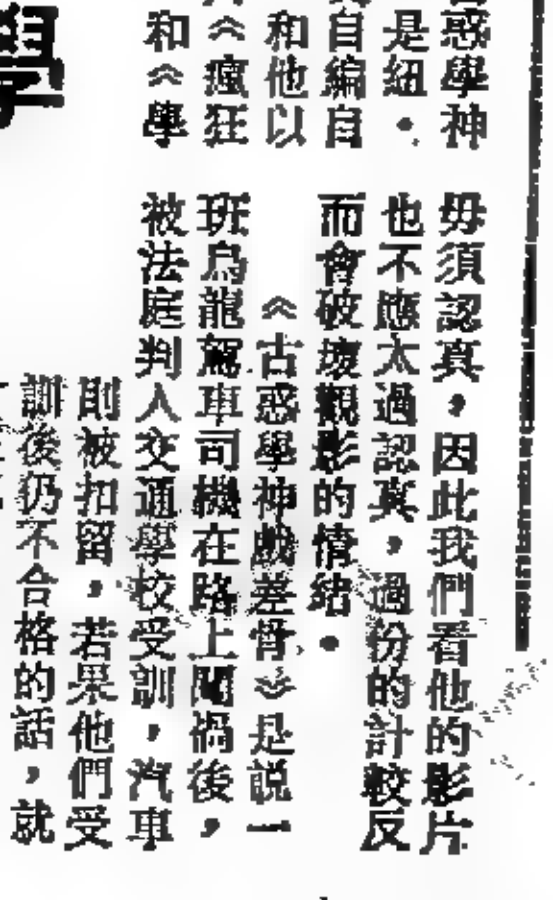 惑學神
是紐．
自編自
和他以
《瘋狂
和《學
毋須認真，因此我們看他的影片
也不應太過認真，過份的計較反
而會破壞觀影的情緒．
《古惑學神戲差骨》是說一
班烏龍駕車司機在路上闖禍後，
被法庭判入交通學校受訓，汽車
則被扣留，若果他們受
訓後仍不合格的話，就
學